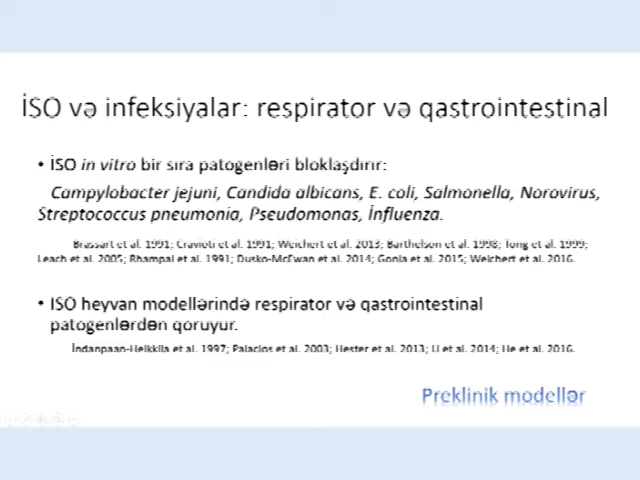 İSO və infeksiyalar: respirator və qastrointestinal
• İSO in vitro bir sıra patogenləri bloklaşdırır:
Campylobacter jejuni, Candida albicans, E. coli, Salmonella, Norovirus,
Streptococcus pneumonia, Pseudomonas, İnfluenza.
Brassart et al. 1991; Cravioti et al. 1991; Weichert et al. 2013; Barthelson et al. 1998; Tong et al. 1999;
Leach et al. 2005; Rhampal et al. 1991; Dusko-McEwan et al. 2014; Gonia et al. 2015; Weichert et al. 2016.
• ISO heyvan modellərində respirator və qastrointestinal
patogenlərdən qoruyur.
İndanpaan-Heikkila et al. 1997; Palacios et al. 2003; Hester et al. 2013; Li et al. 2014; He et al. 2016.
Preklinik modellər